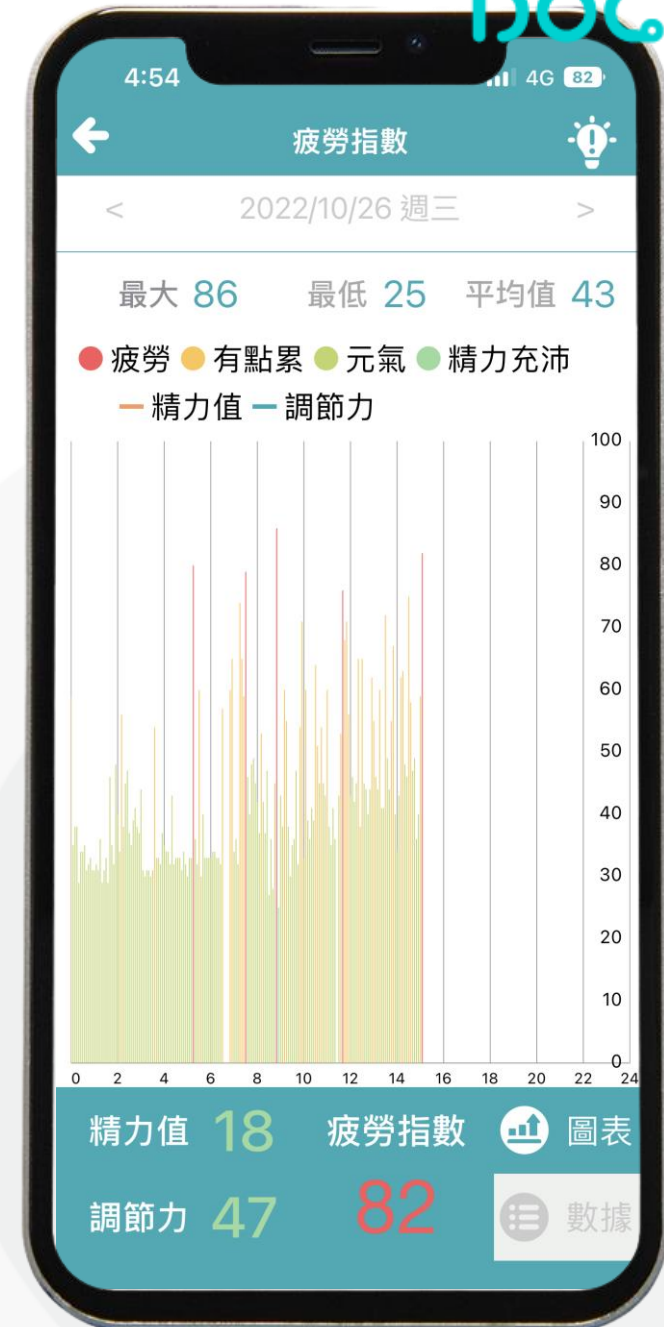 DOC
4:54 4G 82
疲勞指數
< 2022/10/26 週三 >
最大 86 最低 25 平均值 43
疲勞 有點累 元氣 精力充沛
精力值 調節力
100
90
80
70
60
50
40
30
20
10
0
0 2 4 6 8 10 12 14 16 18 20 22 24
精力值 18 疲勞指數 圖表
調節力 47 82 數據